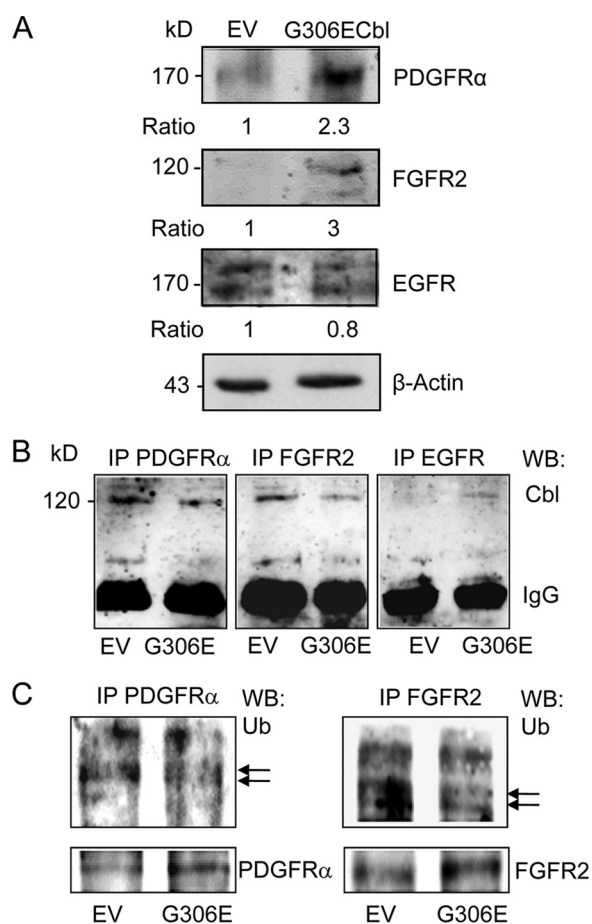 A
kD EV G306ECbl
170 - PDGFRα
Ratio 1 2.3
120 - FGFR2
Ratio 1 3
170 - EGFR
Ratio 1 0.8
43 - β-Actin
B
kD IP PDGFRα IP FGFR2 IP EGFR WB:
120 - Cbl
IgG
EV G306E EV G306E EV G306E
C
IP PDGFRα WB: IP FGFR2 WB:
Ub Ub
PDGFRα FGFR2
EV G306E EV G306E